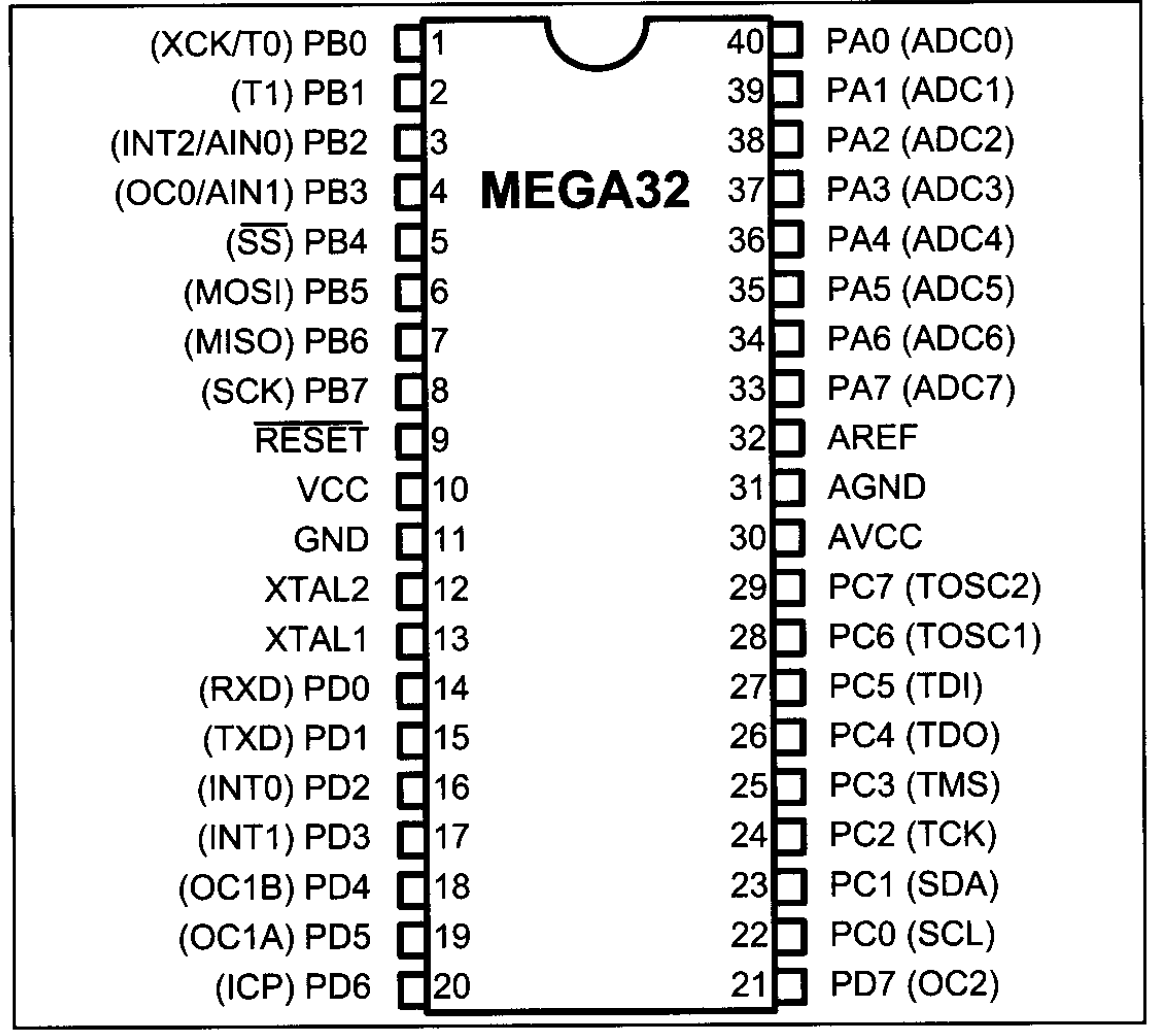 (XCK/T0) PB0 1 40 PA0 (ADC0)
(T1) PB1 2 39 PA1 (ADC1)
(INT2/AIN0) PB2 3 38 PA2 (ADC2)
(OC0/AIN1) PB3 4 MEGA32 37 PA3 (ADC3)
(SS) PB4 5 36 PA4 (ADC4)
(MOSI) PB5 6 35 PA5 (ADC5)
(MISO) PB6 7 34 PA6 (ADC6)
(SCK) PB7 8 33 PA7 (ADC7)
RESET 9 32 AREF
VCC 10 31 AGND
GND 11 30 AVCC
XTAL2 12 29 PC7 (TOSC2)
XTAL1 13 28 PC6 (TOSC1)
(RXD) PD0 14 27 PC5 (TDI)
(TXD) PD1 15 26 PC4 (TDO)
(INT0) PD2 16 25 PC3 (TMS)
(INT1) PD3 17 24 PC2 (TCK)
(OC1B) PD4 18 23 PC1 (SDA)
(OC1A) PD5 19 22 PC0 (SCL)
(ICP) PD6 20 21 PD7 (OC2)